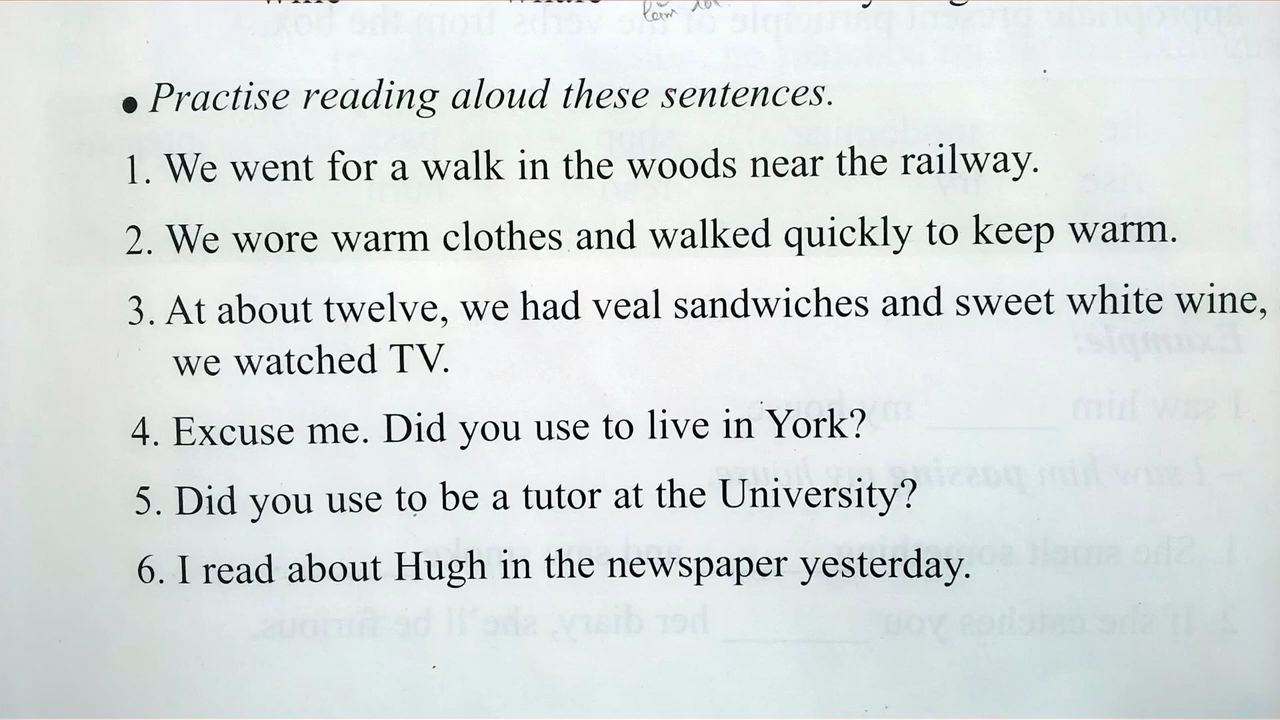 • Practise reading aloud these sentences.
1. We went for a walk in the woods near the railway.
2. We wore warm clothes and walked quickly to keep warm.
3. At about twelve, we had veal sandwiches and sweet white wine,
we watched TV.
4. Excuse me. Did you use to live in York?
5. Did you use to be a tutor at the University?
6. I read about Hugh in the newspaper yesterday.